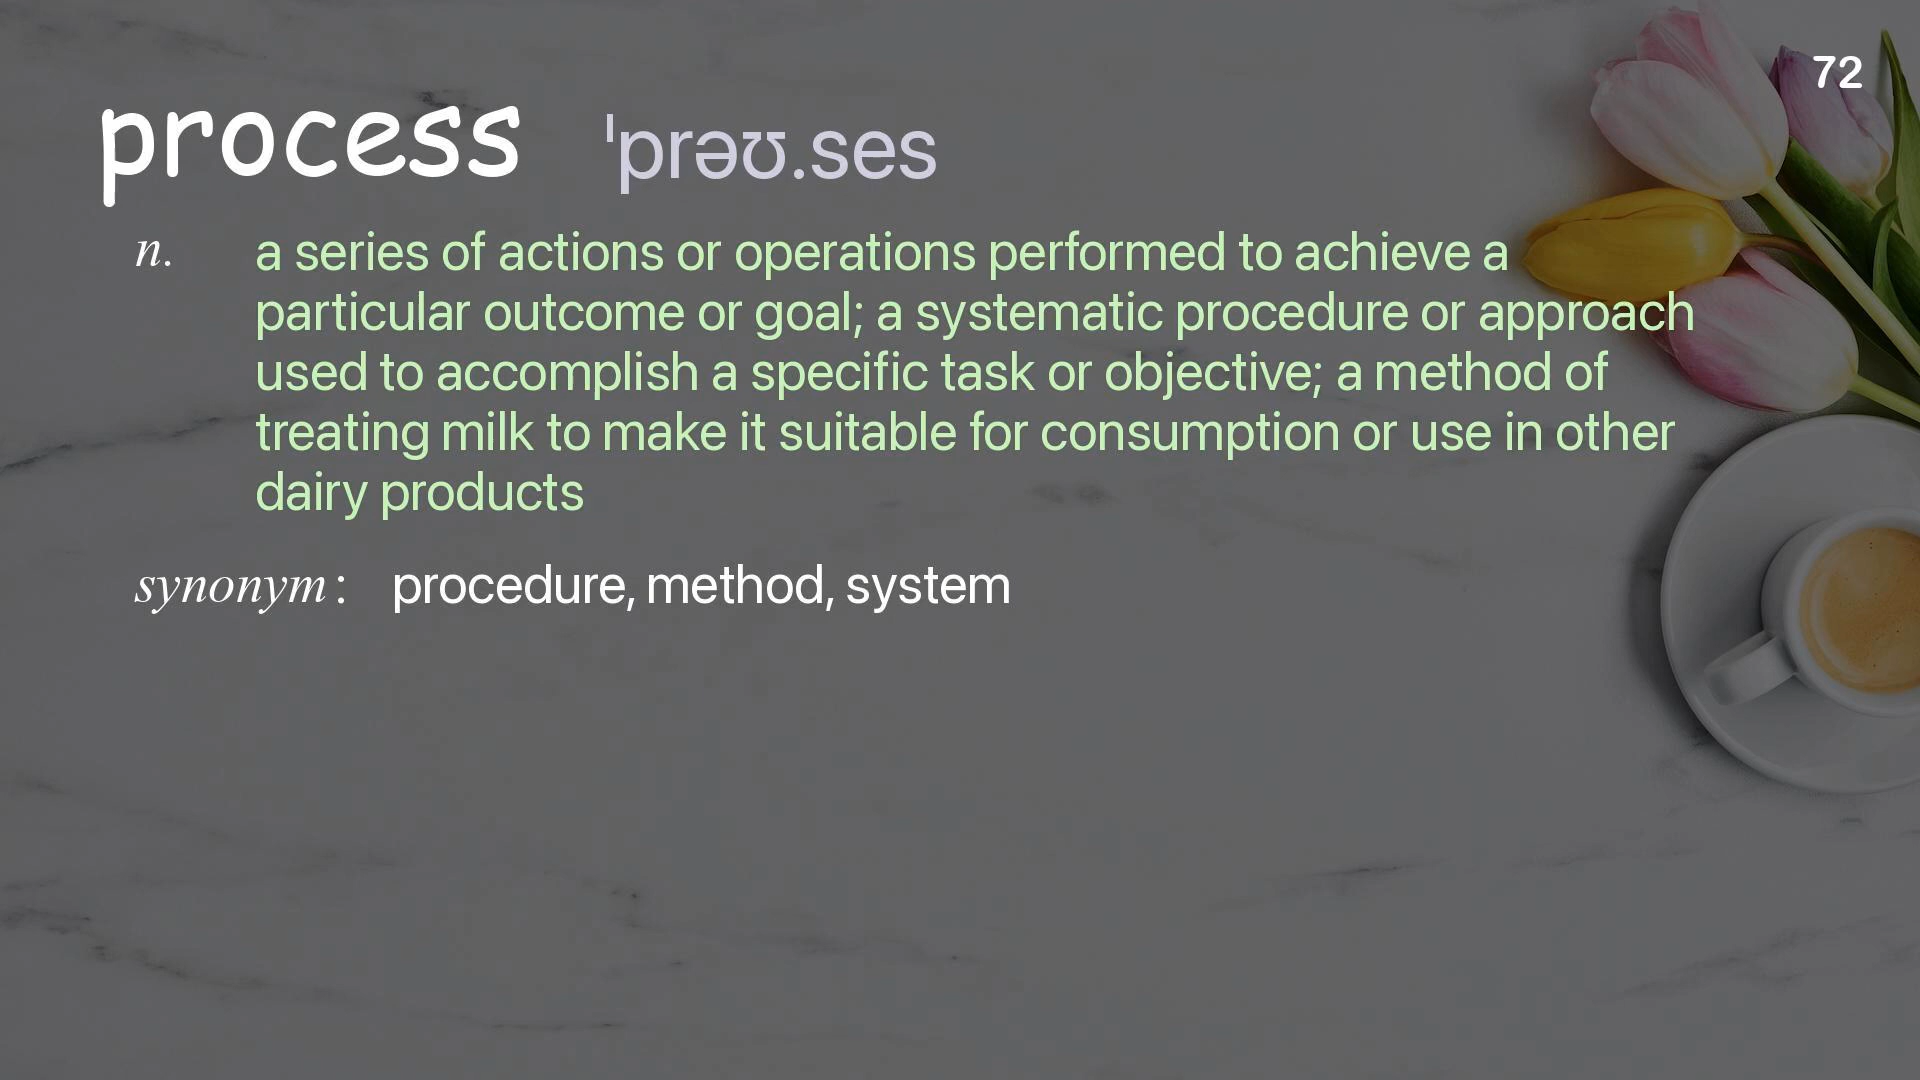 72
process ˈprəʊ.ses
n. a series of actions or operations performed to achieve a
particular outcome or goal; a systematic procedure or approach
used to accomplish a specific task or objective; a method of
treating milk to make it suitable for consumption or use in other
dairy products
synonym: procedure, method, system